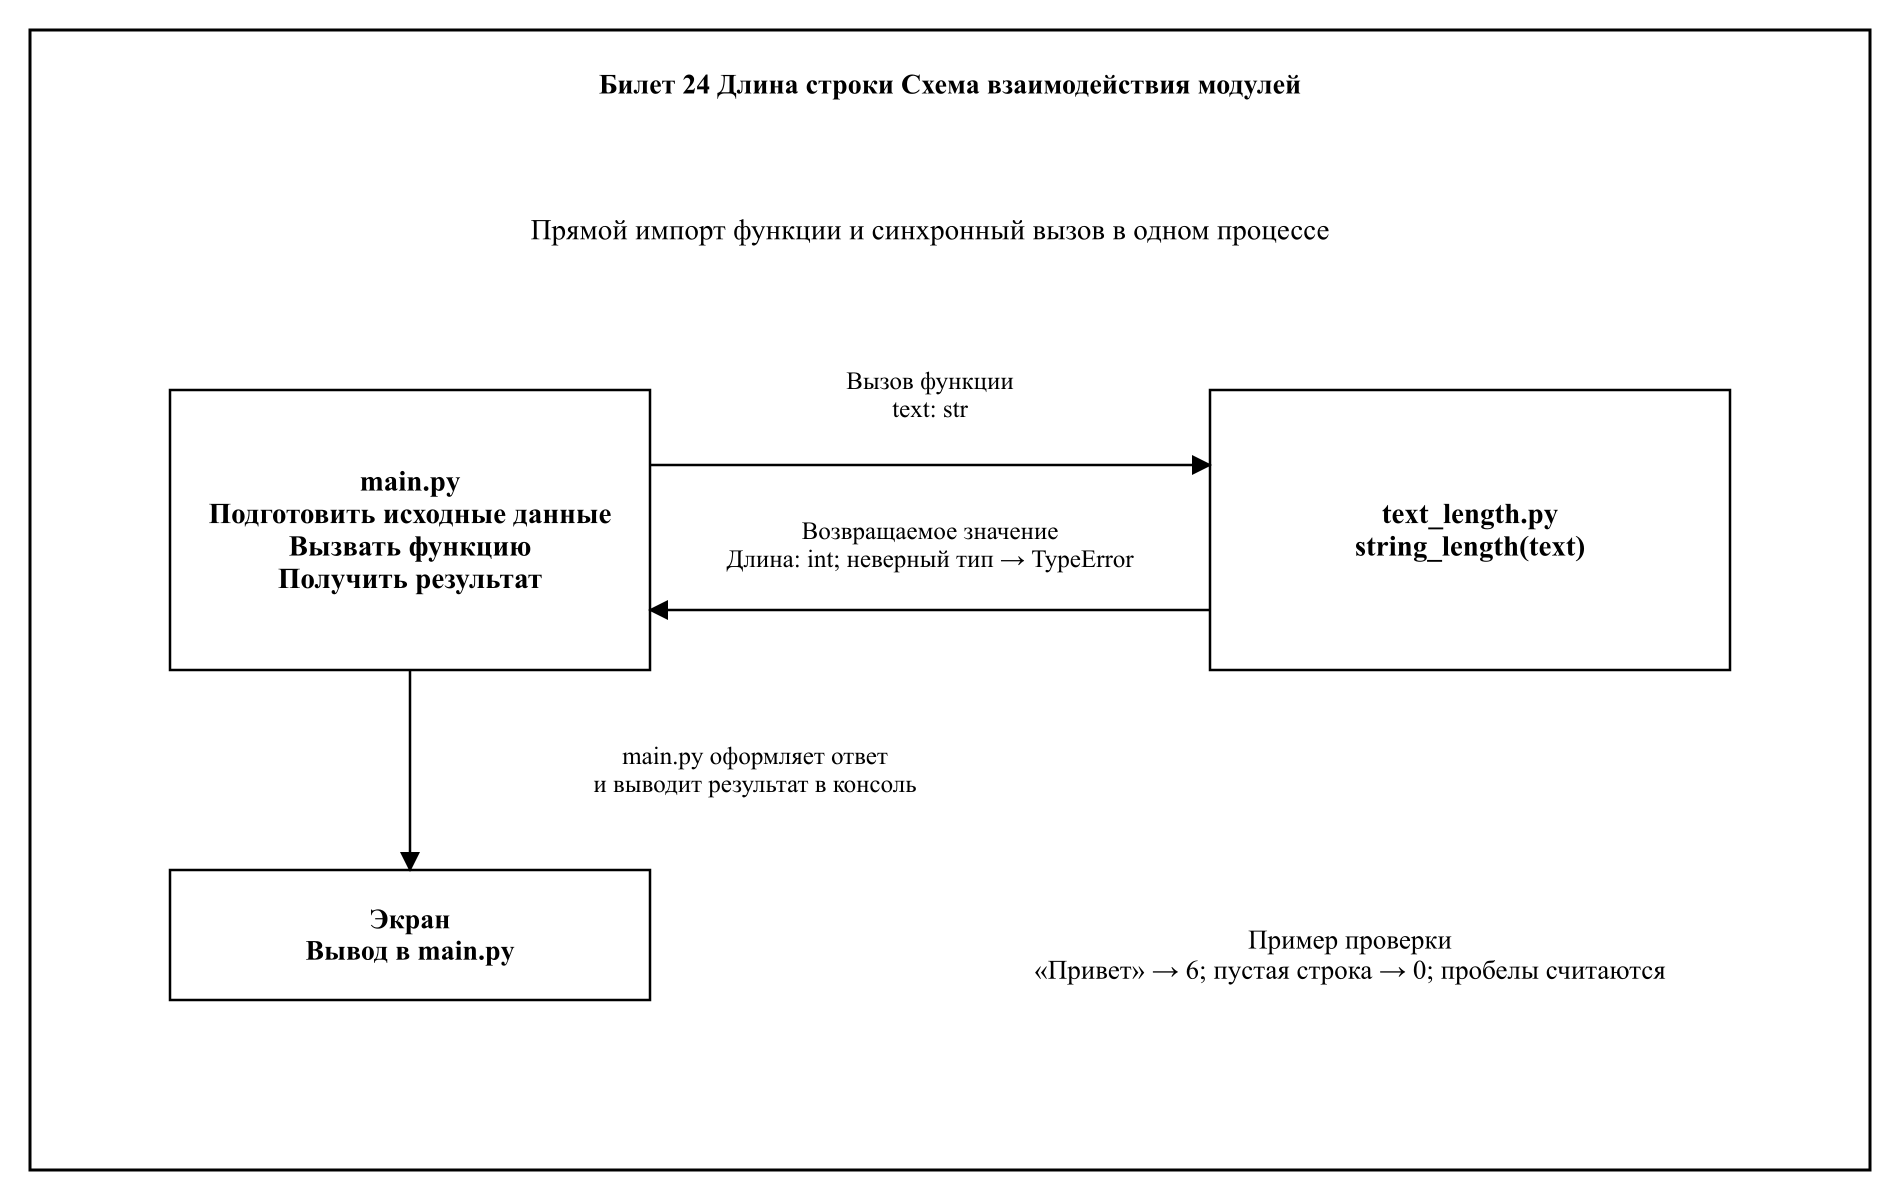 Билет 24 Длина строки Схема взаимодействия модулей
Прямой импорт функции и синхронный вызов в одном процессе
Вызов функции
text: str
main.py
Подготовить исходные данные
Вызвать функцию
Получить результат
Возвращаемое значение
Длина: int; неверный тип → TypeError
text_length.py
string_length(text)
main.py оформляет ответ
и выводит результат в консоль
Экран
Вывод в main.py
Пример проверки
«Привет» → 6; пустая строка → 0; пробелы считаются